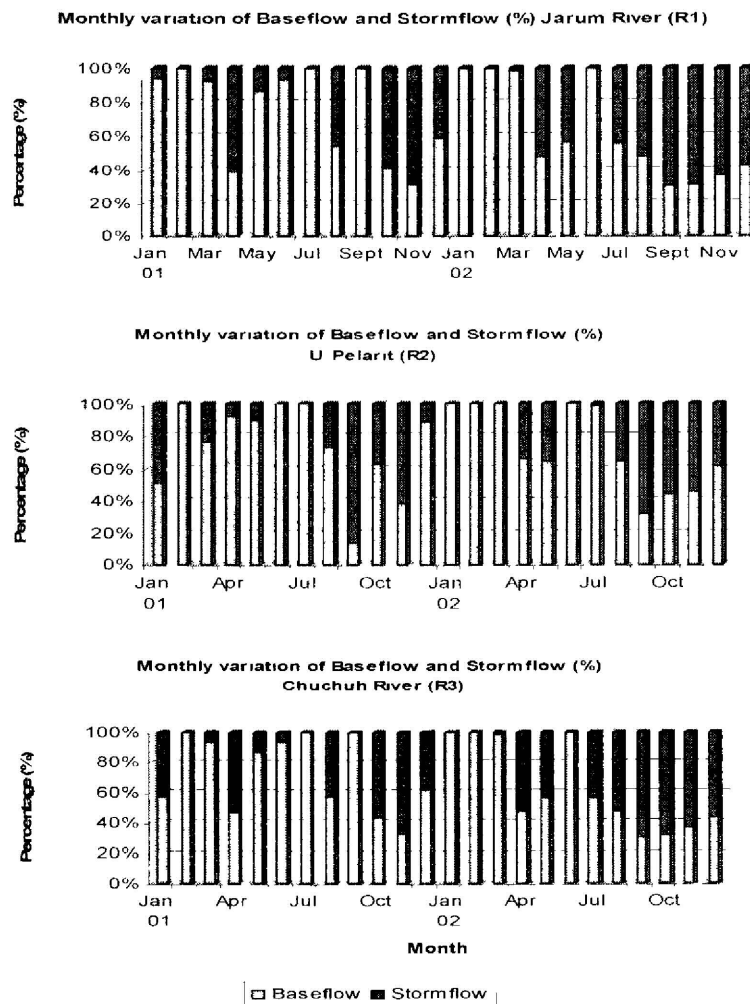 Monthly variation of Baseflow and Stormflow (%) Jarum River (R1)
Percentage (%)
100%
80%
60%
40%
20%
0%
Jan Mar May Jul Sept Nov Jan Mar May Jul Sept Nov
01 02
Monthly variation of Baseflow and Stormflow (%)
U Pelarit (R2)
Percentage (%)
100%
80%
60%
40%
20%
0%
Jan Apr Jul Oct Jan Apr Jul Oct
01 02
Monthly variation of Baseflow and Stormflow (%)
Chuchuh River (R3)
Percentage (%)
100%
80%
60%
40%
20%
0%
Jan Apr Jul Oct Jan Apr Jul Oct
01 02
Month
Baseflow Stormflow